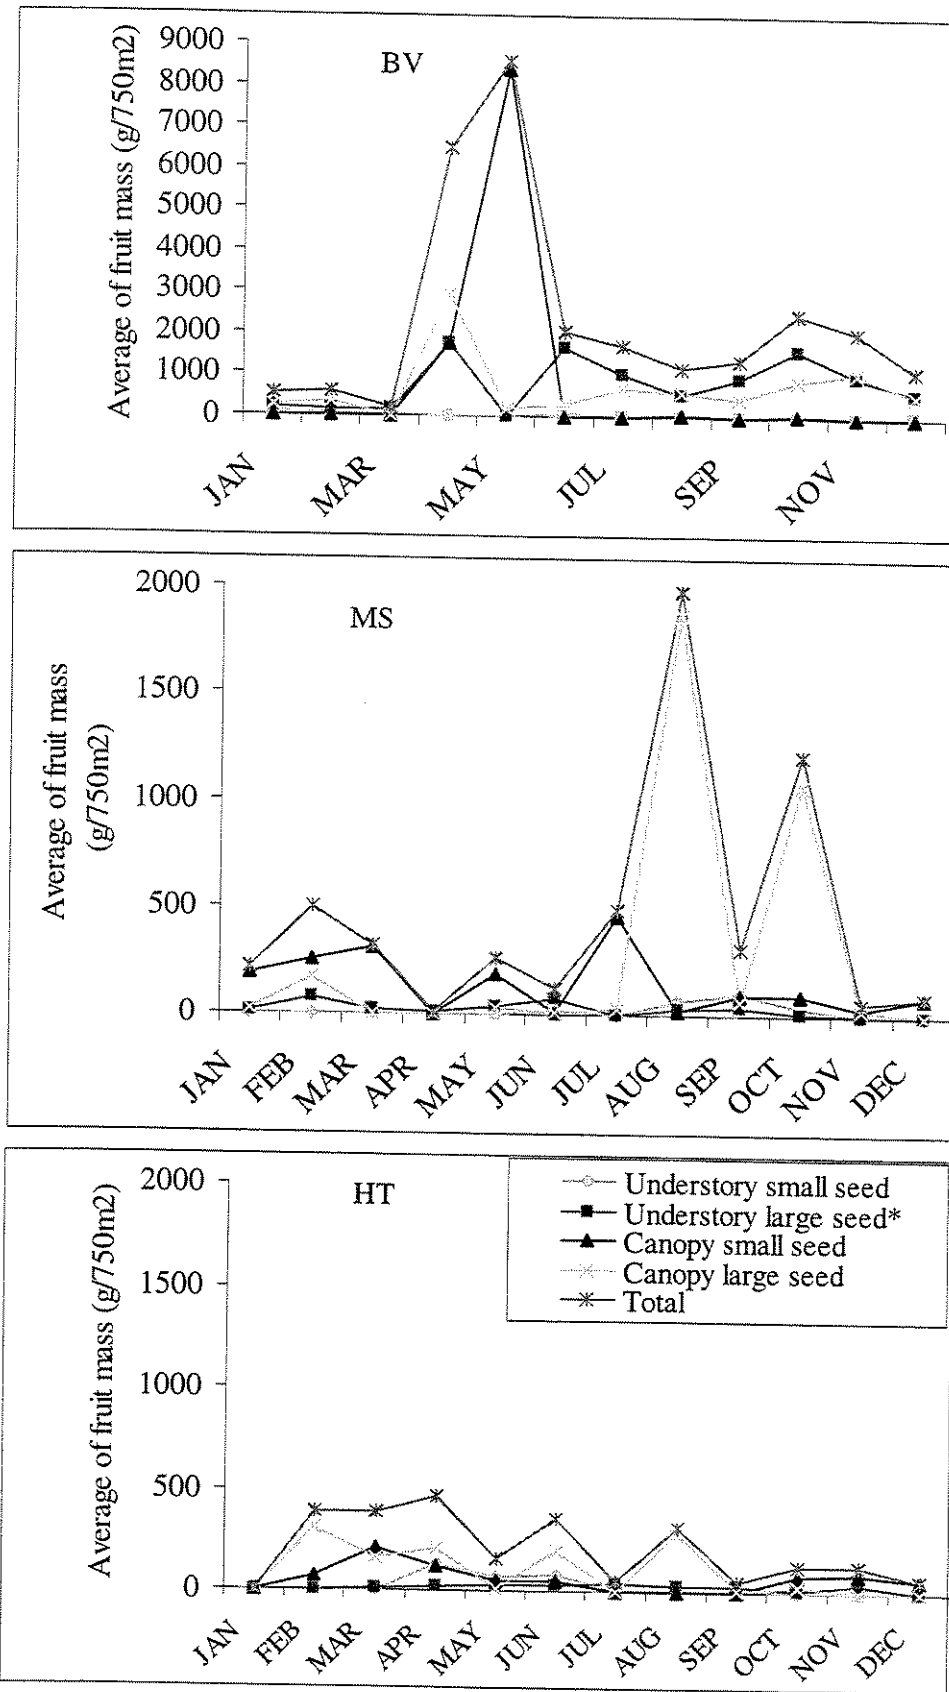 BV
Average of fruit mass (g/750m2)
9000
8000
7000
6000
5000
4000
3000
2000
1000
0
JAN
MAR
MAY
JUL
SEP
NOV
MS
Average of fruit mass
(g/750m2)
2000
1500
1000
500
0
JAN
FEB
MAR
APR
MAY
JUN
JUL
AUG
SEP
OCT
NOV
DEC
HT
Average of fruit mass (g/750m2)
2000
1500
1000
500
0
Understory small seed
Understory large seed*
Canopy small seed
Canopy large seed
Total
JAN
FEB
MAR
APR
MAY
JUN
JUL
AUG
SEP
OCT
NOV
DEC